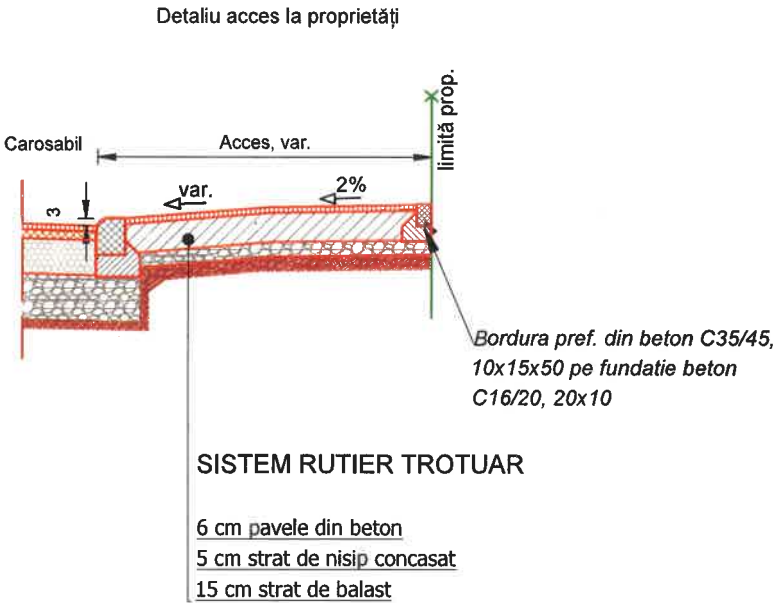 Detaliu acces la proprietăți
limită prop.
Carosabil
Acces, var.
3
var.
2%
Bordura pref. din beton C35/45,
10x15x50 pe fundatie beton
C16/20, 20x10
SISTEM RUTIER TROTUAR
6 cm pavele din beton
5 cm strat de nisip concasat
15 cm strat de balast